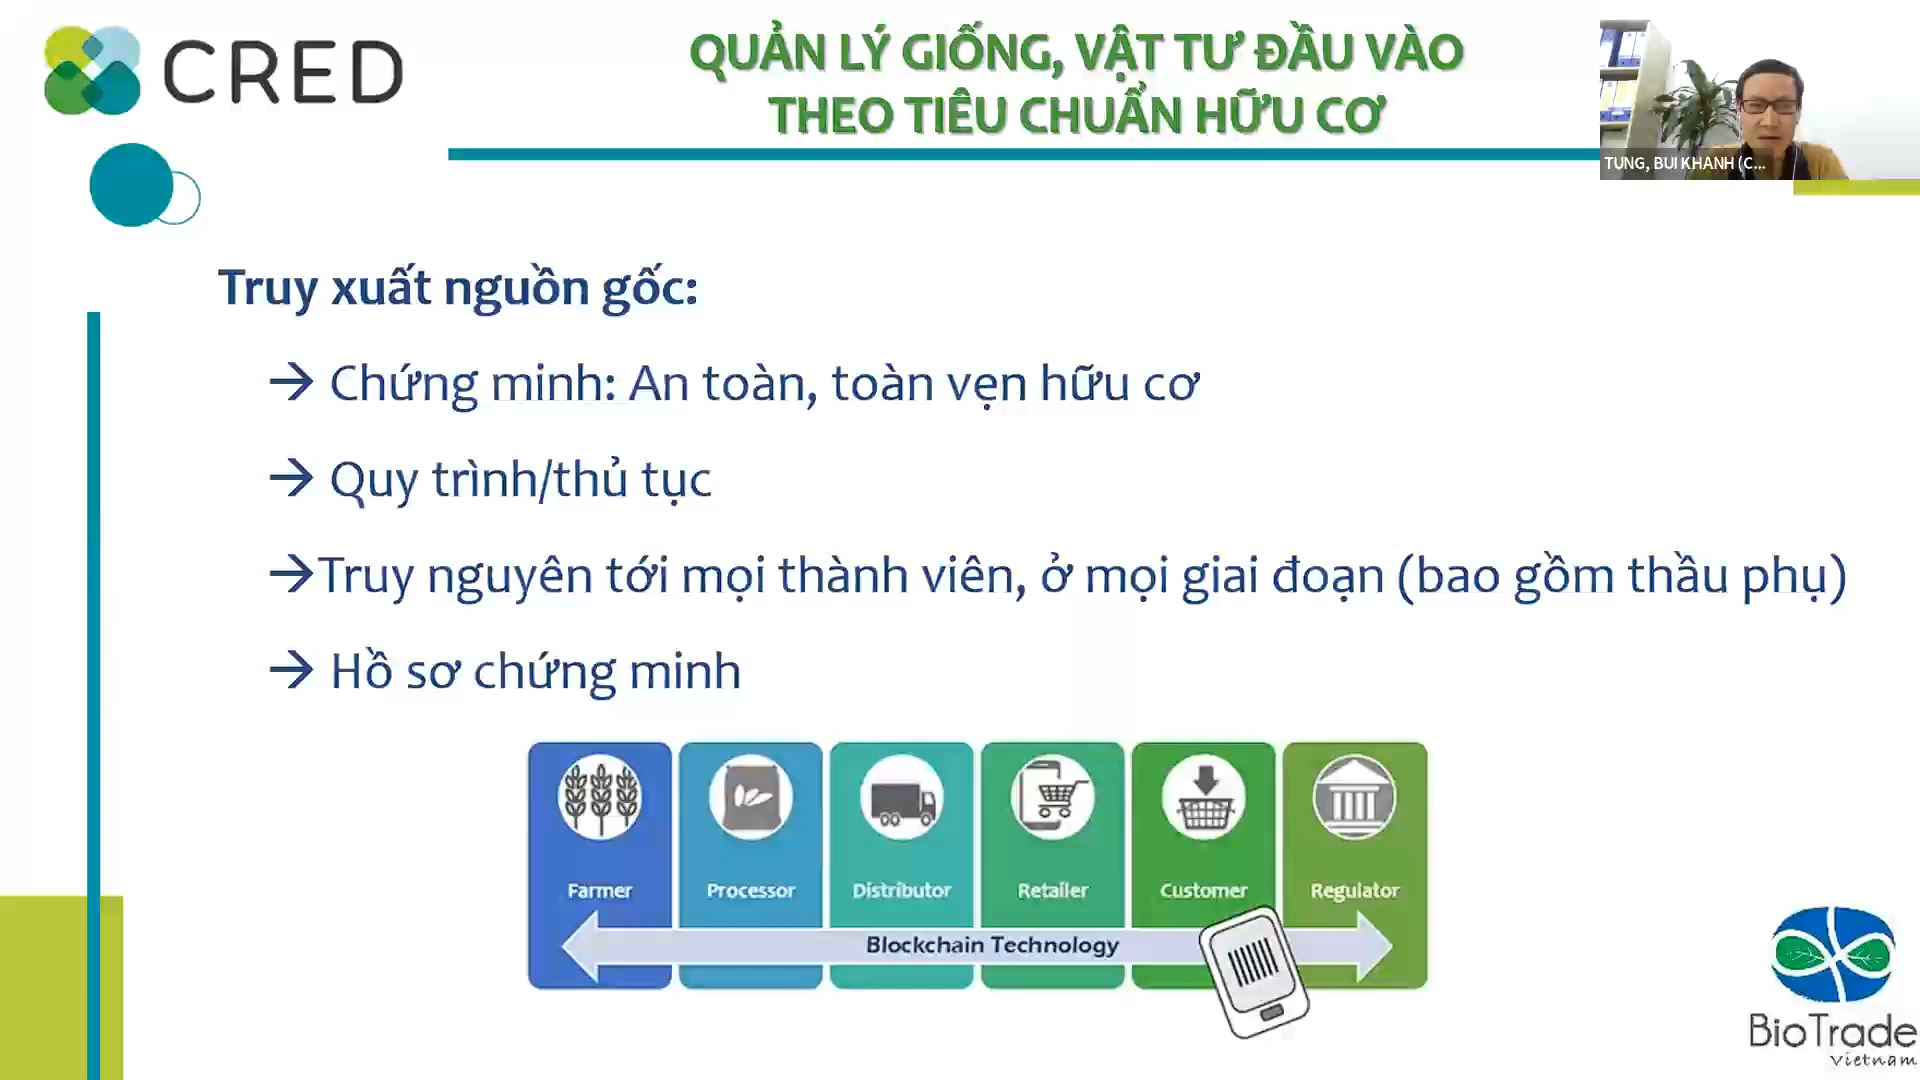 CRED
QUẢN LÝ GIỐNG, VẬT TƯ ĐẦU VÀO
THEO TIÊU CHUẨN HỮU CƠ
TUNG, BUI KHANH (C...
Truy xuất nguồn gốc:
→ Chứng minh: An toàn, toàn vẹn hữu cơ
→ Quy trình/thủ tục
→Truy nguyên tới mọi thành viên, ở mọi giai đoạn (bao gồm thầu phụ)
→ Hồ sơ chứng minh
Farmer Processor Distributor Retailer Customer Regulator
Blockchain Technology
BioTrade
Vietnam